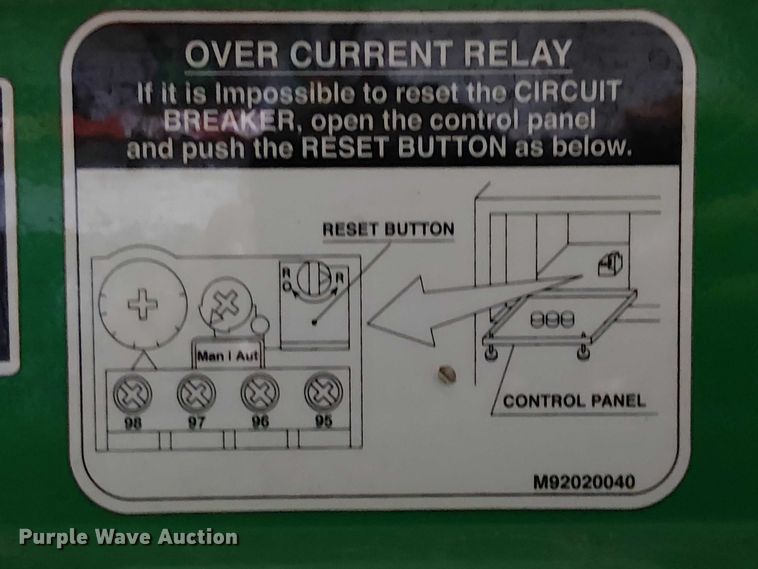 OVER CURRENT RELAY
If it is Impossible to reset the CIRCUIT
BREAKER, open the control panel
and push the RESET BUTTON as below.
RESET BUTTON
R R
O
Man I Aut
98 97 96 95
CONTROL PANEL
M92020040
Purple Wave Auction